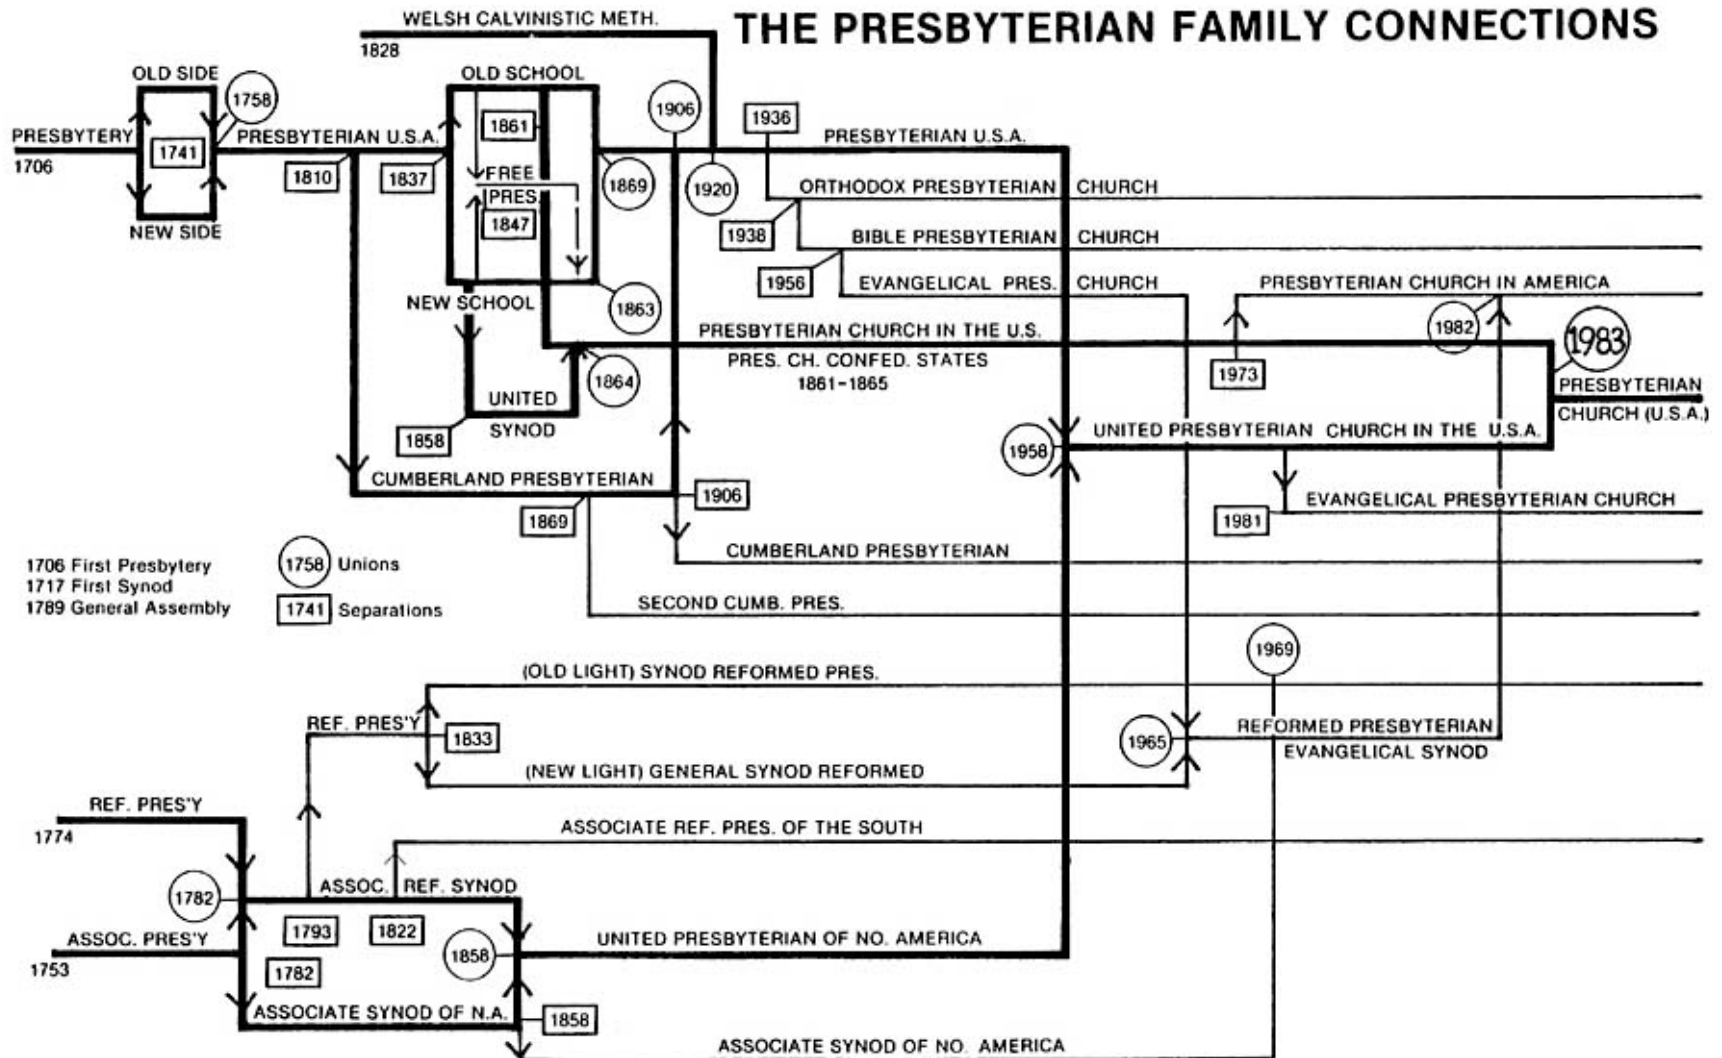 WELSH CALVINISTIC METH.
THE PRESBYTERIAN FAMILY CONNECTIONS
1828
OLD SIDE
OLD SCHOOL
1758
1906
1936
1861
PRESBYTERY
PRESBYTERIAN U.S.A.
PRESBYTERIAN U.S.A.
1706
1741
1810
1837
FREE
PRES.
1869
1920
ORTHODOX PRESBYTERIAN CHURCH
1847
NEW SIDE
1938
BIBLE PRESBYTERIAN CHURCH
1956
EVANGELICAL PRES. CHURCH
PRESBYTERIAN CHURCH IN AMERICA
NEW SCHOOL
1863
1982
1983
PRESBYTERIAN CHURCH IN THE U.S.
PRES. CH. CONFED. STATES
1861-1865
1864
1973
PRESBYTERIAN
CHURCH (U.S.A.)
UNITED
SYNOD
1858
1958
UNITED PRESBYTERIAN CHURCH IN THE U.S.A.
CUMBERLAND PRESBYTERIAN
1906
1869
EVANGELICAL PRESBYTERIAN CHURCH
1981
CUMBERLAND PRESBYTERIAN
1706 First Presbytery
1717 First Synod
1789 General Assembly
1758 Unions
1741 Separations
SECOND CUMB. PRES.
1969
(OLD LIGHT) SYNOD REFORMED PRES.
REF. PRES'Y
1833
1965
REFORMED PRESBYTERIAN
EVANGELICAL SYNOD
(NEW LIGHT) GENERAL SYNOD REFORMED
REF. PRES'Y
1774
ASSOCIATE REF. PRES. OF THE SOUTH
1782
ASSOC. REF. SYNOD
1793
1822
ASSOC. PRES'Y
1753
1782
1858
UNITED PRESBYTERIAN OF NO. AMERICA
ASSOCIATE SYNOD OF N.A.
1858
ASSOCIATE SYNOD OF NO. AMERICA